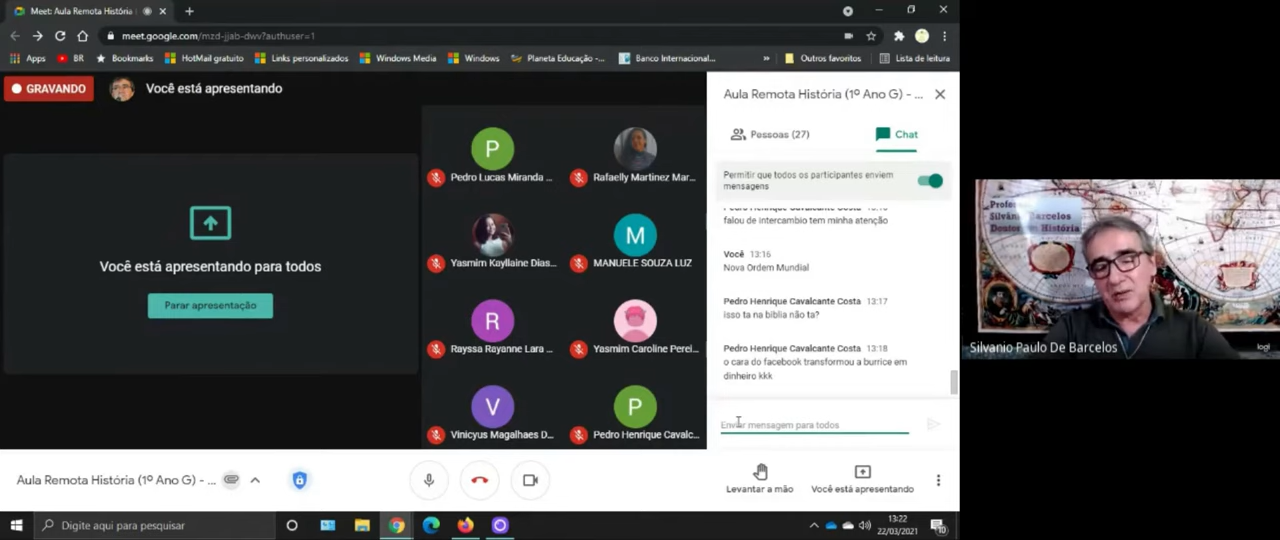 Meet: Aula Remota História
meet.google.com/mzd-jjab-dwv?authuser=1
Apps
BR
Bookmarks
HotMail gratuito
Links personalizados
Windows Media
Windows
Planeta Educação -...
Banco Internacional...
»
Outros favoritos
Lista de leitura
GRAVANDO
Você está apresentando
Você está apresentando para todos
Parar apresentação
P
Pedro Lucas Miranda ...
Rafaelly Martinez Mar...
Yasmim Kayllaine Dias...
M
MANUELE SOUZA LUZ
R
Rayssa Rayanne Lara ...
Yasmim Caroline Perei...
V
Vinicyus Magalhaes D...
P
Pedro Henrique Cavalc...
Aula Remota História (1º Ano G) - ...
Pessoas (27)
Chat
Permitir que todos os participantes enviem
mensagens
Pedro Henrique Cavalcante Costa
falou de intercambio tem minha atenção
Você 13:16
Nova Ordem Mundial
Pedro Henrique Cavalcante Costa 13:17
isso ta na biblia não ta?
Pedro Henrique Cavalcante Costa 13:18
o cara do facebook transformou a burrice em
dinheiro kkk
Enviar mensagem para todos
Aula Remota História (1º Ano G) - ...
Levantar a mão
Você está apresentando
Digite aqui para pesquisar
13:22
22/03/2021
Silvanio Paulo De Barcelos
logi